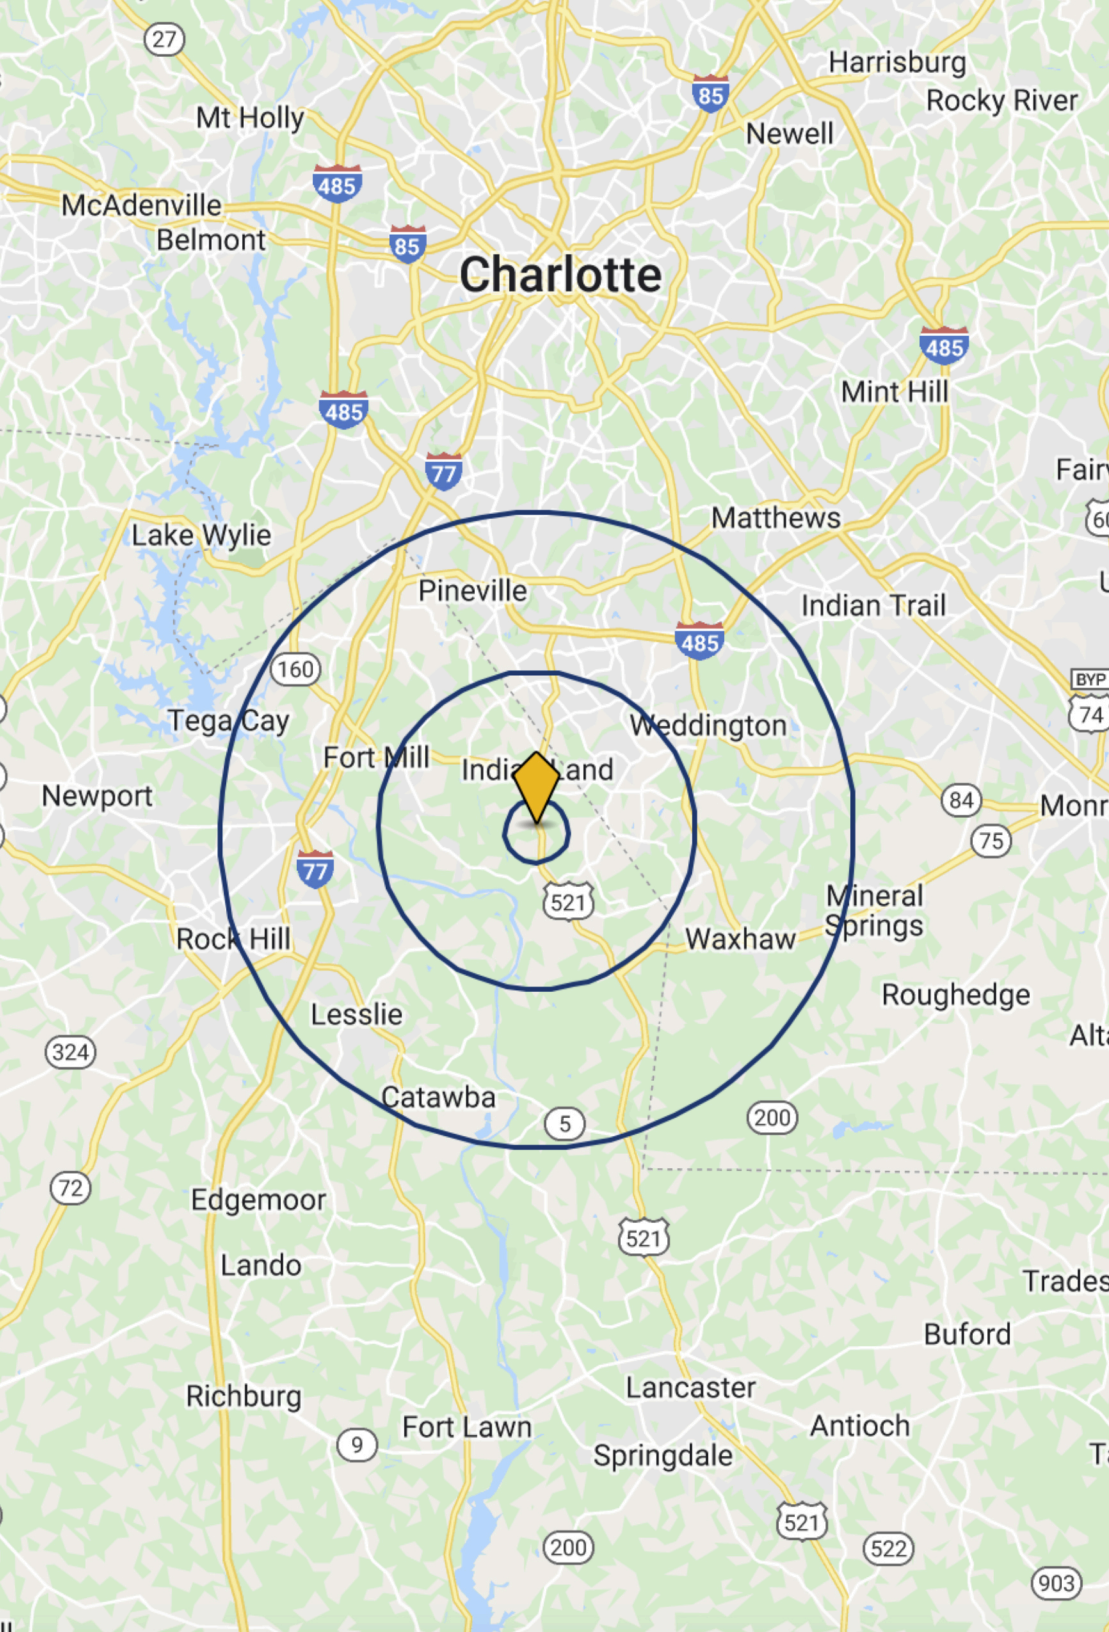 27
Harrisburg
85
Rocky River
Mt Holly
Newell
485
McAdenville
Belmont
85
Charlotte
485
Mint Hill
485
77
Matthews
Lake Wylie
Pineville
Indian Trail
485
160
BYP
74
Tega Cay
Weddington
Fort Mill
Newport
84
75
77
521
Mineral
Springs
Rock Hill
Waxhaw
Roughedge
Lesslie
324
Catawba
5
200
72
Edgemoor
521
Lando
Buford
Lancaster
Richburg
Fort Lawn
Antioch
9
Springdale
521
200
522
903